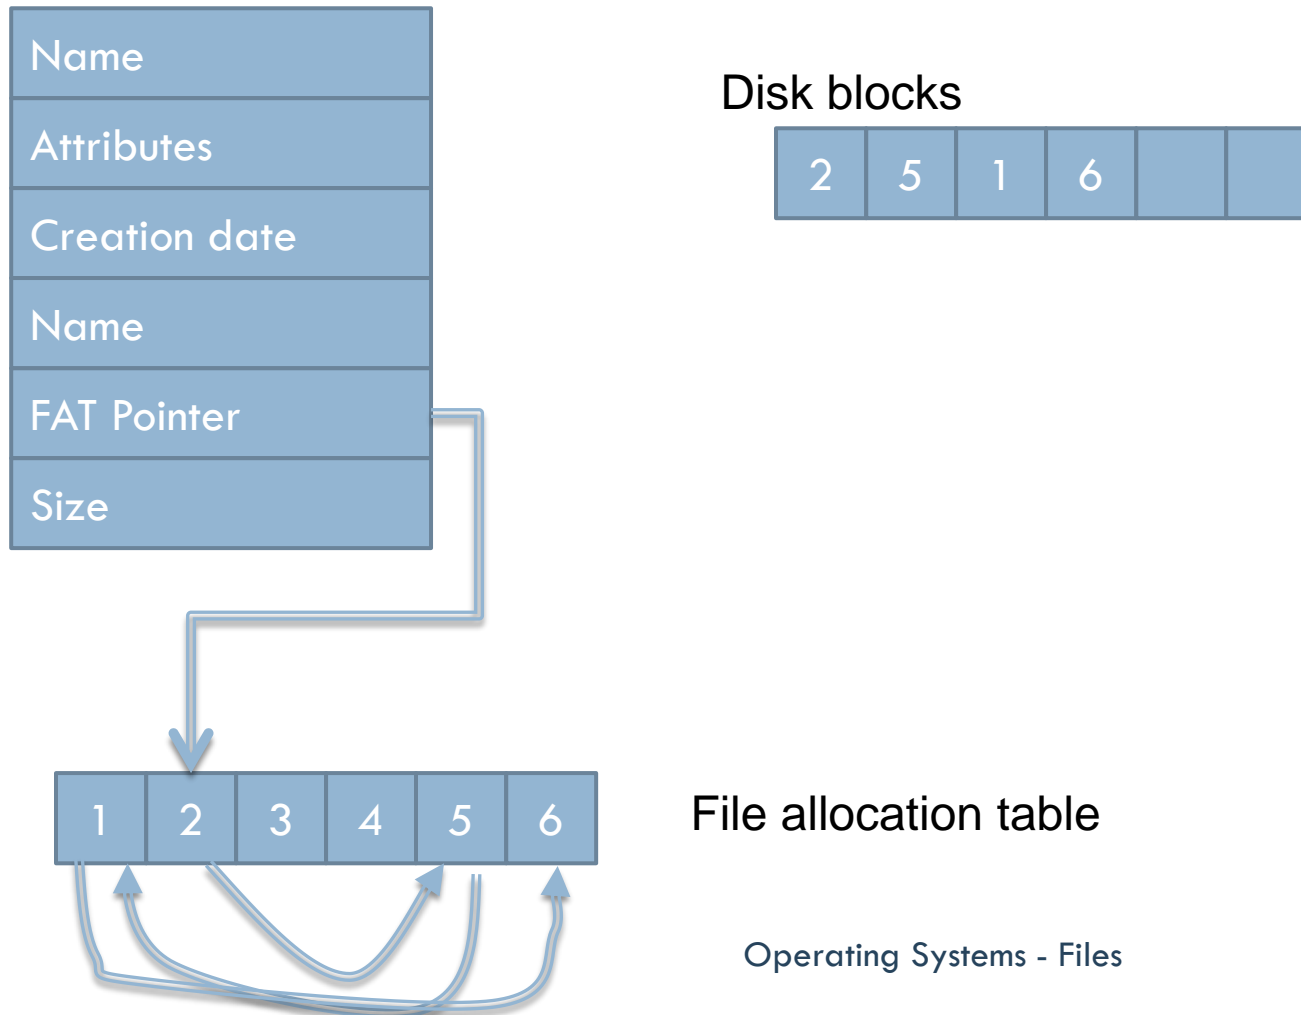 Name
Attributes
Creation date
Name
FAT Pointer
Size
Disk blocks
2 5 1 6
1 2 3 4 5 6
File allocation table
Operating Systems - Files